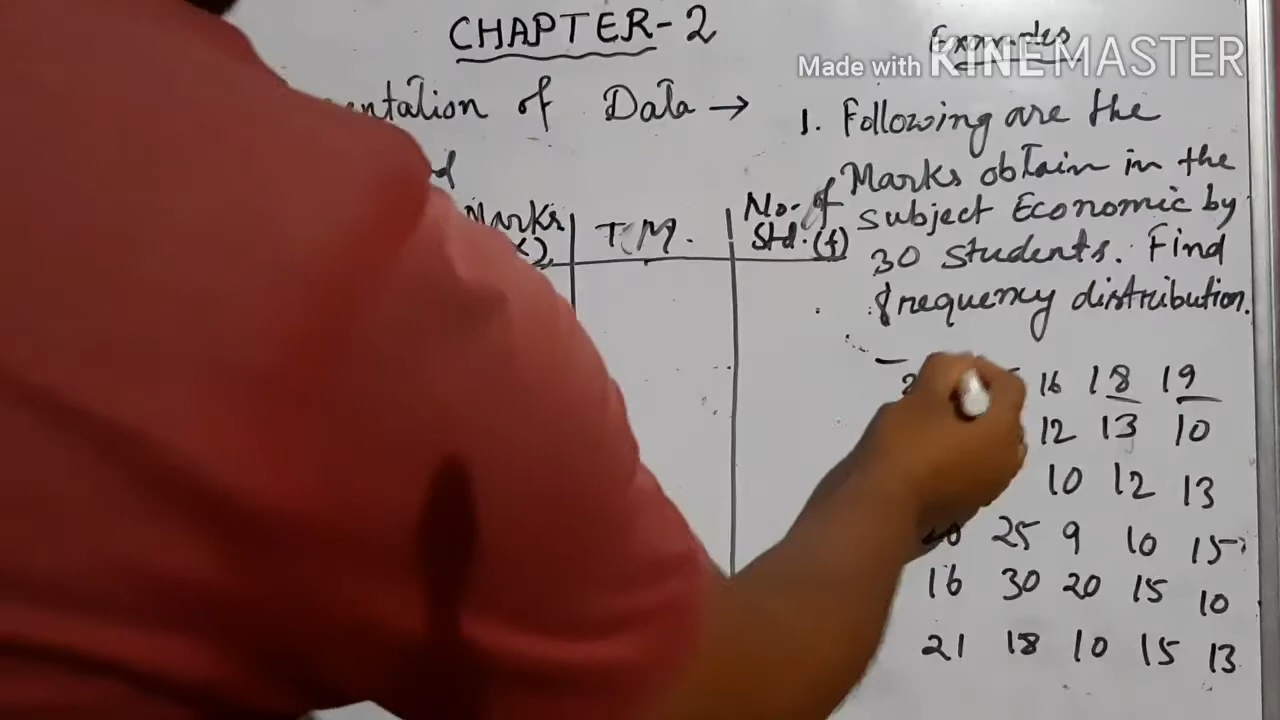 CHAPTER-2
Examples
Made with KINEMASTER
of Data →
1. Following are the
Marks obtain in the
subject Economic by
30 students. Find
frequency distribution.
Marks
T.M.
No. of
Std. (f)
16 18 19
12 13 10
10 12 13
20 25 9 10 15
16 30 20 15 10
21 18 10 15 13